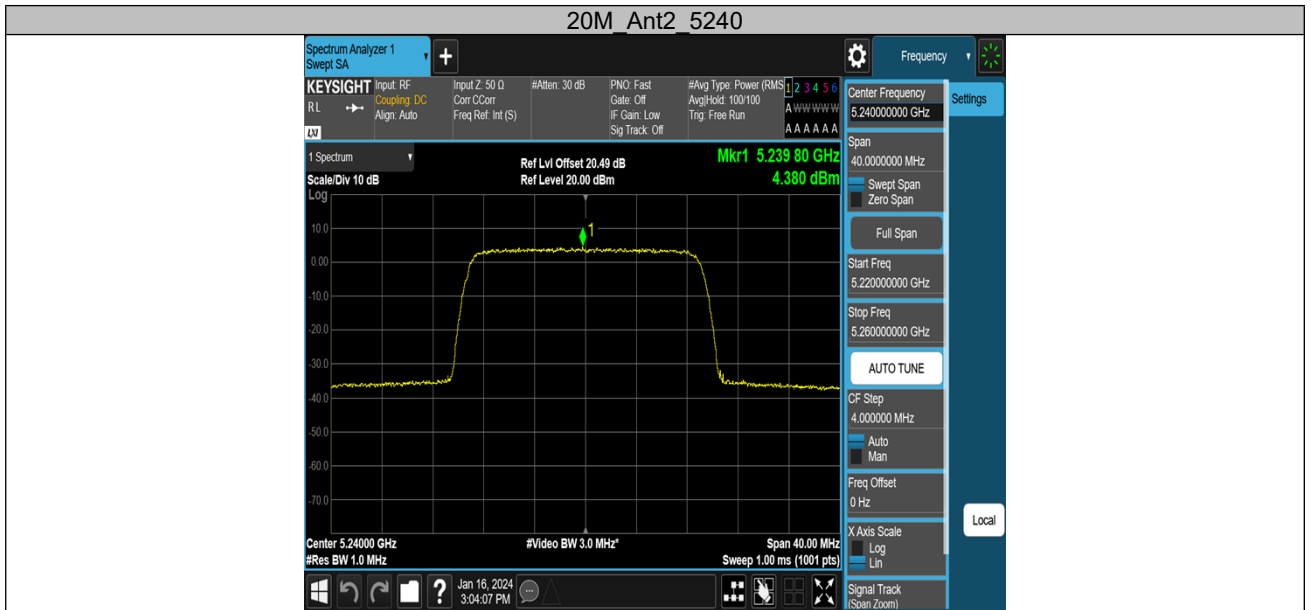 20M_Ant2_5240
Spectrum Analyzer 1
Swept SA
Frequency
KEYSIGHT
RL
LXI
Input: RF
Coupling: DC
Align: Auto
Input Z: 50 Ω
Corr CCorr
Freq Ref: Int (S)
#Atten: 30 dB
PNO: Fast
Gate: Off
IF Gain: Low
Sig Track: Off
#Avg Type: Power (RMS
Avg|Hold: 100/100
Trig: Free Run
1 2 3 4 5 6
A W W W W W
A A A A A A
1 Spectrum
Scale/Div 10 dB
Log
Ref Lvl Offset 20.49 dB
Ref Level 20.00 dBm
Mkr1 5.239 80 GHz
4.380 dBm
1
10.0
0.00
-10.0
-20.0
-30.0
-40.0
-50.0
-60.0
-70.0
Center 5.24000 GHz
#Res BW 1.0 MHz
#Video BW 3.0 MHz*
Span 40.00 MHz
Sweep 1.00 ms (1001 pts)
Center Frequency
5.240000000 GHz
Span
40.0000000 MHz
Swept Span
Zero Span
Full Span
Start Freq
5.220000000 GHz
Stop Freq
5.260000000 GHz
AUTO TUNE
CF Step
4.000000 MHz
Auto
Man
Freq Offset
0 Hz
X Axis Scale
Log
Lin
Signal Track
(Span Zoom)
Settings
Local
?
Jan 16, 2024
3:04:07 PM